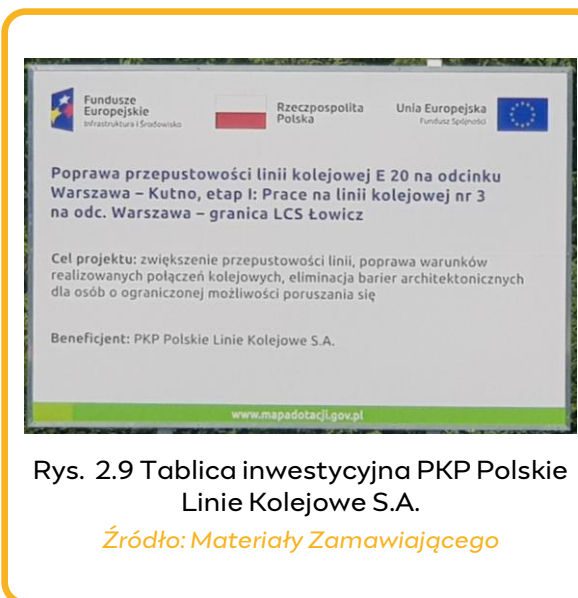 Fundusze
Europejskie
Infrastruktura i Środowisko
Rzeczpospolita
Polska
Unia Europejska
Fundusz Spójności
Poprawa przepustowości linii kolejowej E 20 na odcinku
Warszawa – Kutno, etap I: Prace na linii kolejowej nr 3
na odc. Warszawa – granica LCS Łowicz
Cel projektu: zwiększenie przepustowości linii, poprawa warunków
realizowanych połączeń kolejowych, eliminacja barier architektonicznych
dla osób o ograniczonej możliwości poruszania się
Beneficjent: PKP Polskie Linie Kolejowe S.A.
www.mapadotacji.gov.pl
Rys. 2.9 Tablica inwestycyjna PKP Polskie
Linie Kolejowe S.A.
Źródło: Materiały Zamawiającego